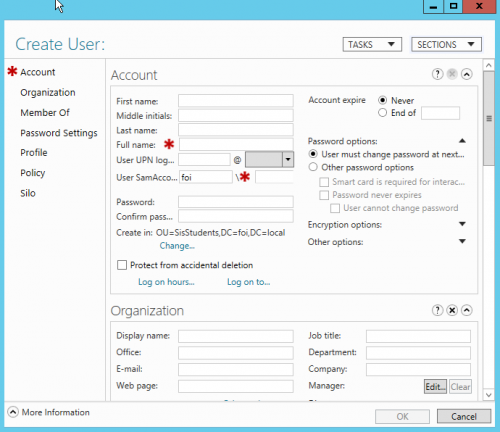 Create User:
TASKS
SECTIONS
Account
Organization
Member Of
Password Settings
Profile
Policy
Silo
Account
First name:
Middle initials:
Last name:
Full name:
User UPN log... @
User SamAcco... foi \
Password:
Confirm pass...
Create in: OU=SisStudents,DC=foi,DC=local
Change...
Protect from accidental deletion
Log on hours... Log on to...
Account expire Never
End of
Password options:
User must change password at next...
Other password options
Smart card is required for interac...
Password never expires
User cannot change password
Encryption options:
Other options:
Organization
Display name:
Office:
E-mail:
Web page:
Job title:
Department:
Company:
Manager: Edit... Clear
More Information
OK Cancel